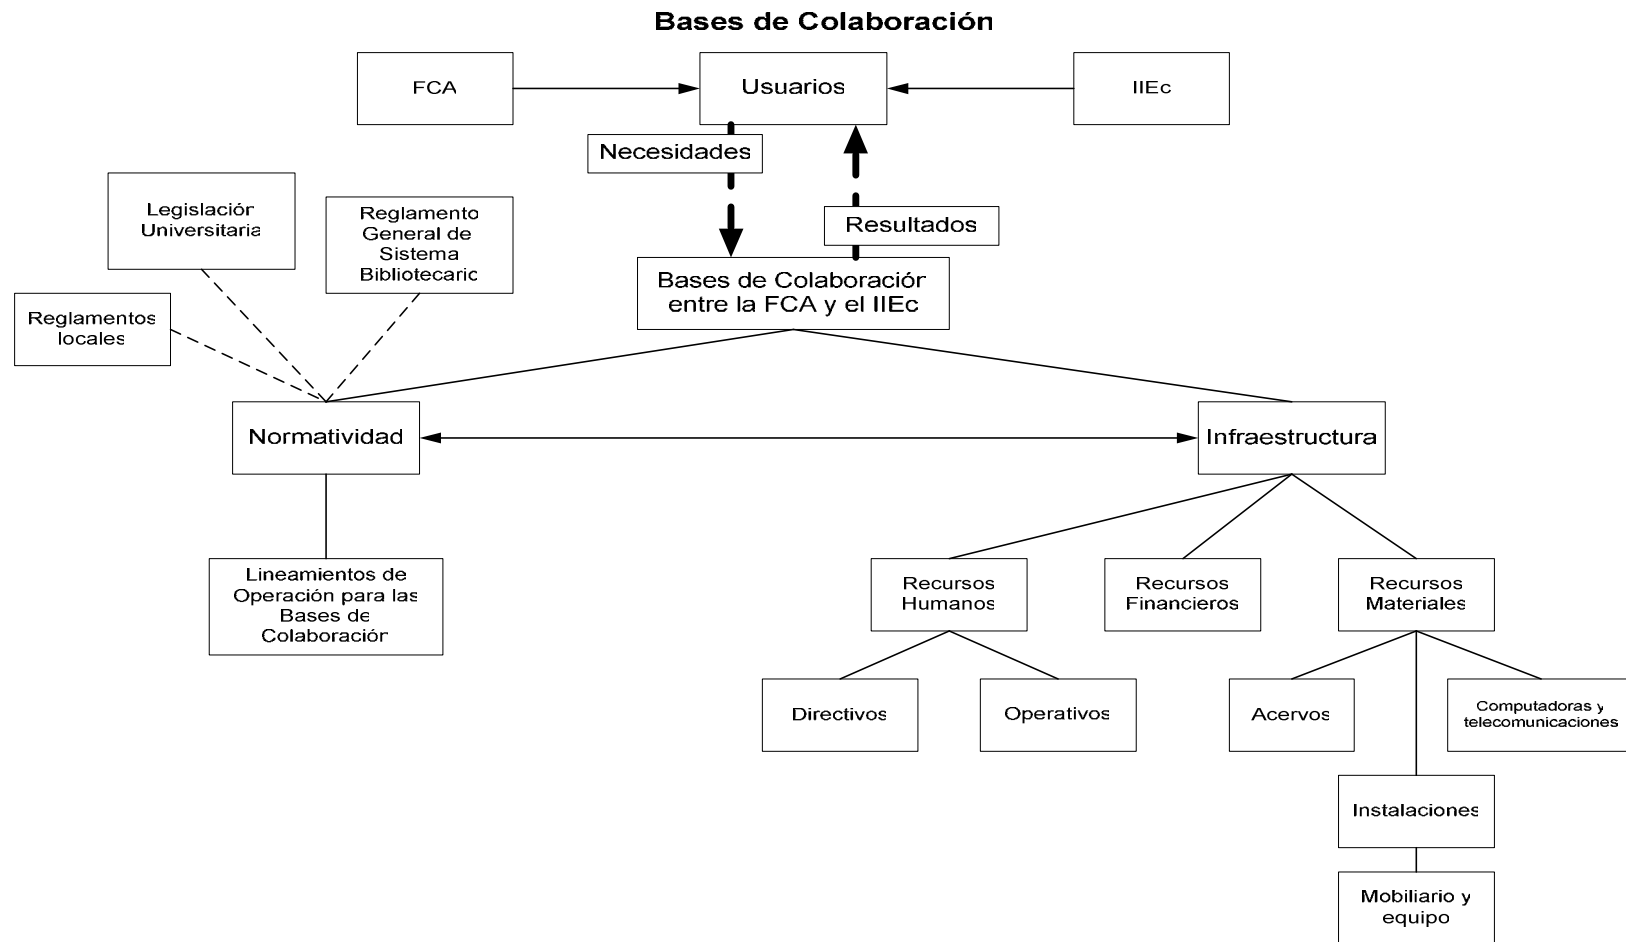 Bases de Colaboración
FCA
Usuarios
IIEc
Necesidades
Resultados
Legislación
Universitaria
Reglamento
General de
Sistema
Bibliotecario
Reglamentos
locales
Bases de Colaboración
entre la FCA y el IIEc
Normatividad
Infraestructura
Lineamientos de
Operación para las
Bases de
Colaboración
Recursos
Humanos
Recursos
Financieros
Recursos
Materiales
Directivos
Operativos
Acervos
Computadoras y
telecomunicaciones
Instalaciones
Mobiliario y
equipo